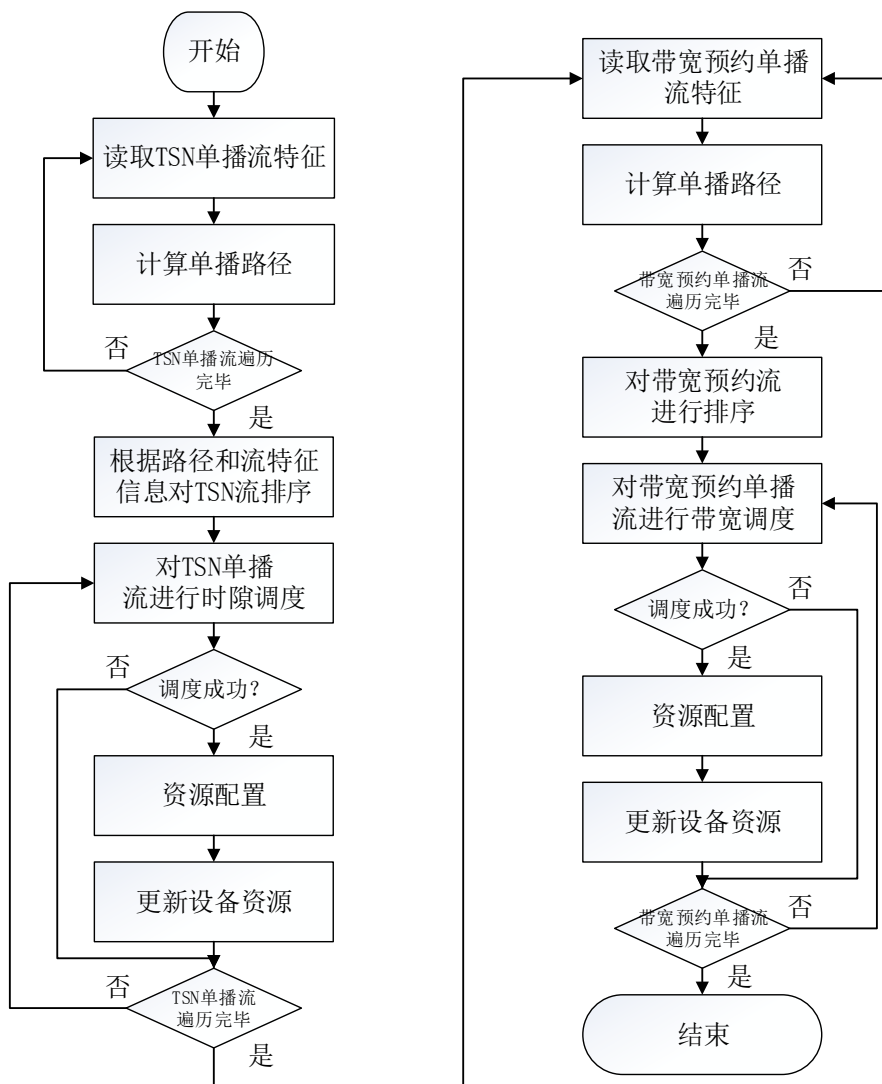 开始
读取TSN单播流特征
计算单播路径
否
TSN单播流遍历
完毕
是
根据路径和流特征
信息对TSN流排序
对TSN单播
流进行时隙调度
否
调度成功?
是
资源配置
更新设备资源
否
TSN单播流
遍历完毕
是
读取带宽预约单播
流特征
计算单播路径
带宽预约单播流
遍历完毕
否
是
对带宽预约流
进行排序
对带宽预约单播
流进行带宽调度
否
调度成功?
是
资源配置
更新设备资源
带宽预约单播流
遍历完毕
否
是
结束